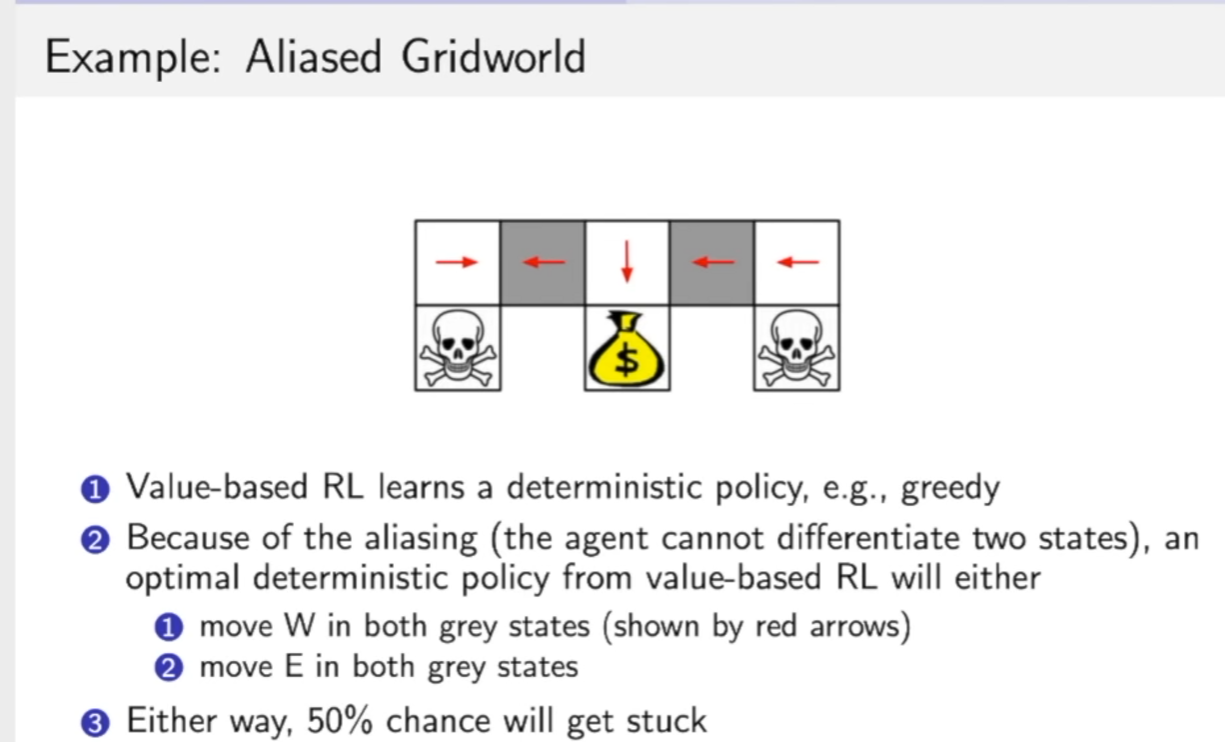 Example: Aliased Gridworld
$
1 Value-based RL learns a deterministic policy, e.g., greedy
2 Because of the aliasing (the agent cannot differentiate two states), an
optimal deterministic policy from value-based RL will either
1 move W in both grey states (shown by red arrows)
2 move E in both grey states
3 Either way, 50% chance will get stuck